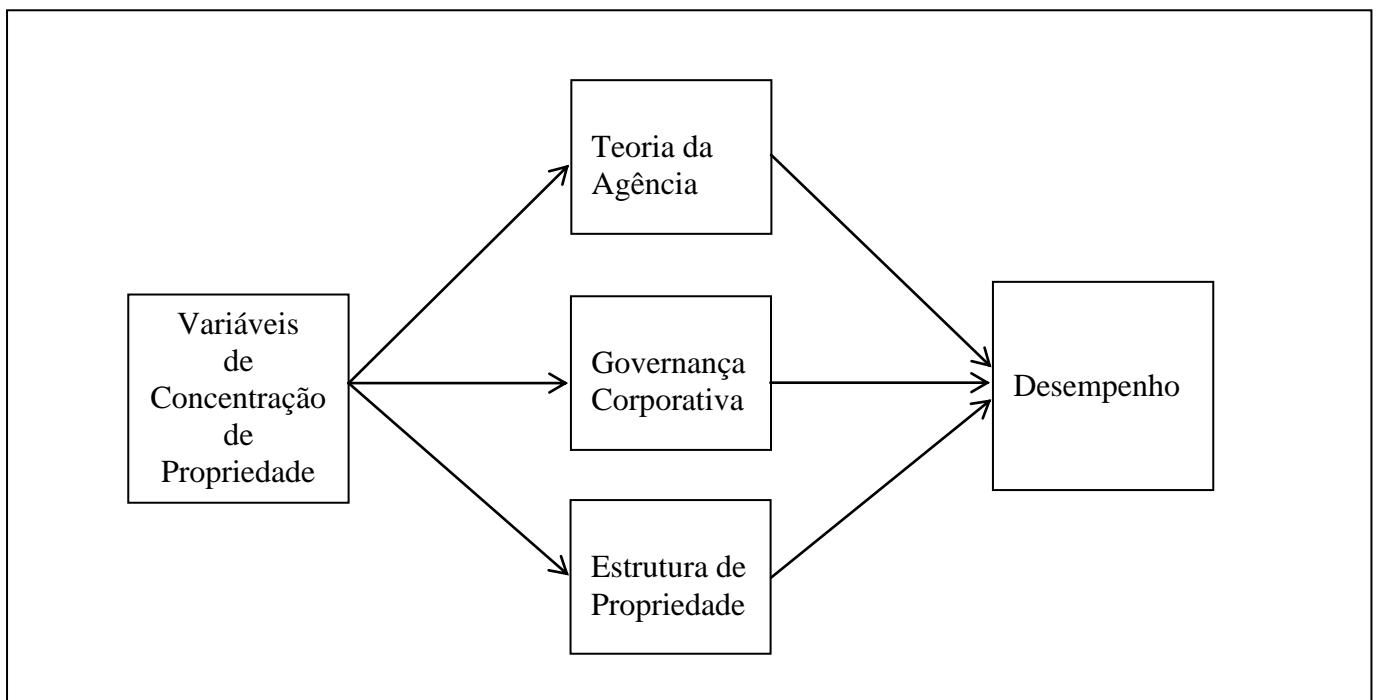 Variáveis
de
Concentração
de
Propriedade
Teoria da
Agência
Governança
Corporativa
Estrutura de
Propriedade
Desempenho